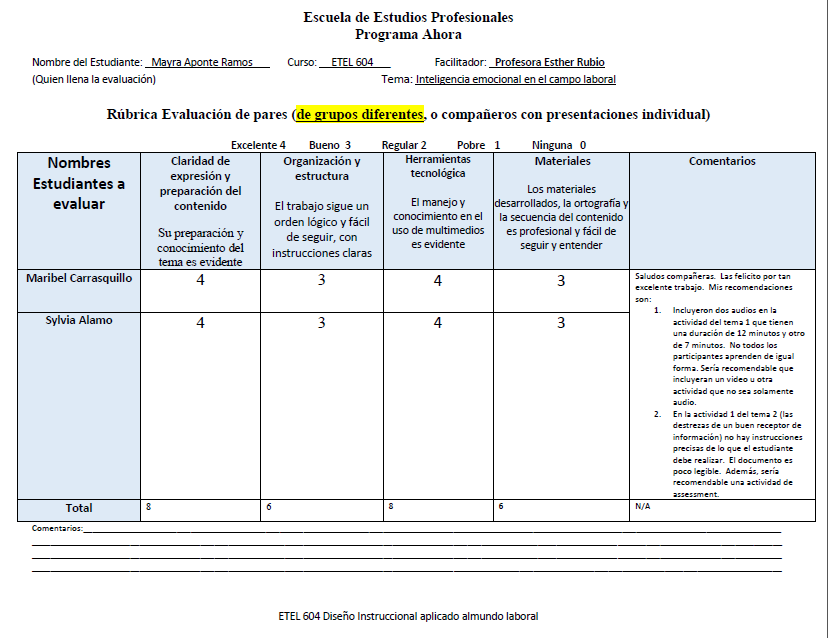 Escuela de Estudios Profesionales
Programa Ahora
Nombre del Estudiante: Mayra Aponte Ramos Curso: ETEL 604 Facilitador: Profesora Esther Rubio
(Quien llena la evaluación) Tema: Inteligencia emocional en el campo laboral
Rúbrica Evaluación de pares (de grupos diferentes, o compañeros con presentaciones individual)
Excelente 4 Bueno 3 Regular 2 Pobre 1 Ninguna 0
Nombres
Estudiantes a
evaluar
Claridad de
expresión y
preparación del
contenido
Su preparación y
conocimiento del
tema es evidente
Organización y
estructura
El trabajo sigue un
orden lógico y fácil
de seguir, con
instrucciones claras
Herramientas
tecnológica
El manejo y
conocimiento en el
uso de multimedios
es evidente
Materiales
Los materiales
desarrollados, la ortografía y
la secuencia del contenido
es profesional y fácil de
seguir y entender
Comentarios
Maribel Carrasquillo 4 3 4 3
Sylvia Alamo 4 3 4 3
Saludos compañeras. Las felicito por tan
excelente trabajo. Mis recomendaciones
son:
1. Incluyeron dos audios en la
actividad del tema 1 que tienen
una duración de 12 minutos y otro
de 7 minutos. No todos los
participantes aprenden de igual
forma. Sería recomendable que
incluyeran un video u otra
actividad que no sea solamente
audio.
2. En la actividad 1 del tema 2 (las
destrezas de un buen receptor de
información) no hay instrucciones
precisas de lo que el estudiante
debe realizar. El documento es
poco legible. Además, sería
recomendable una actividad de
assessment.
Total 8 6 8 6 N/A
Comentarios:
ETEL 604 Diseño Instruccional aplicado almundo laboral